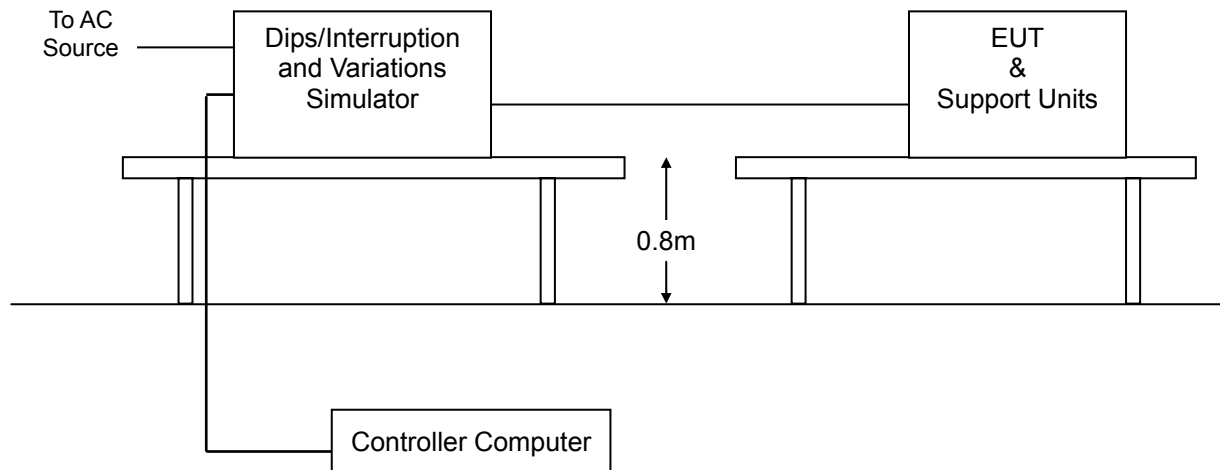 To AC
Source
Dips/Interruption
and Variations
Simulator
EUT
&
Support Units
0.8m
Controller Computer